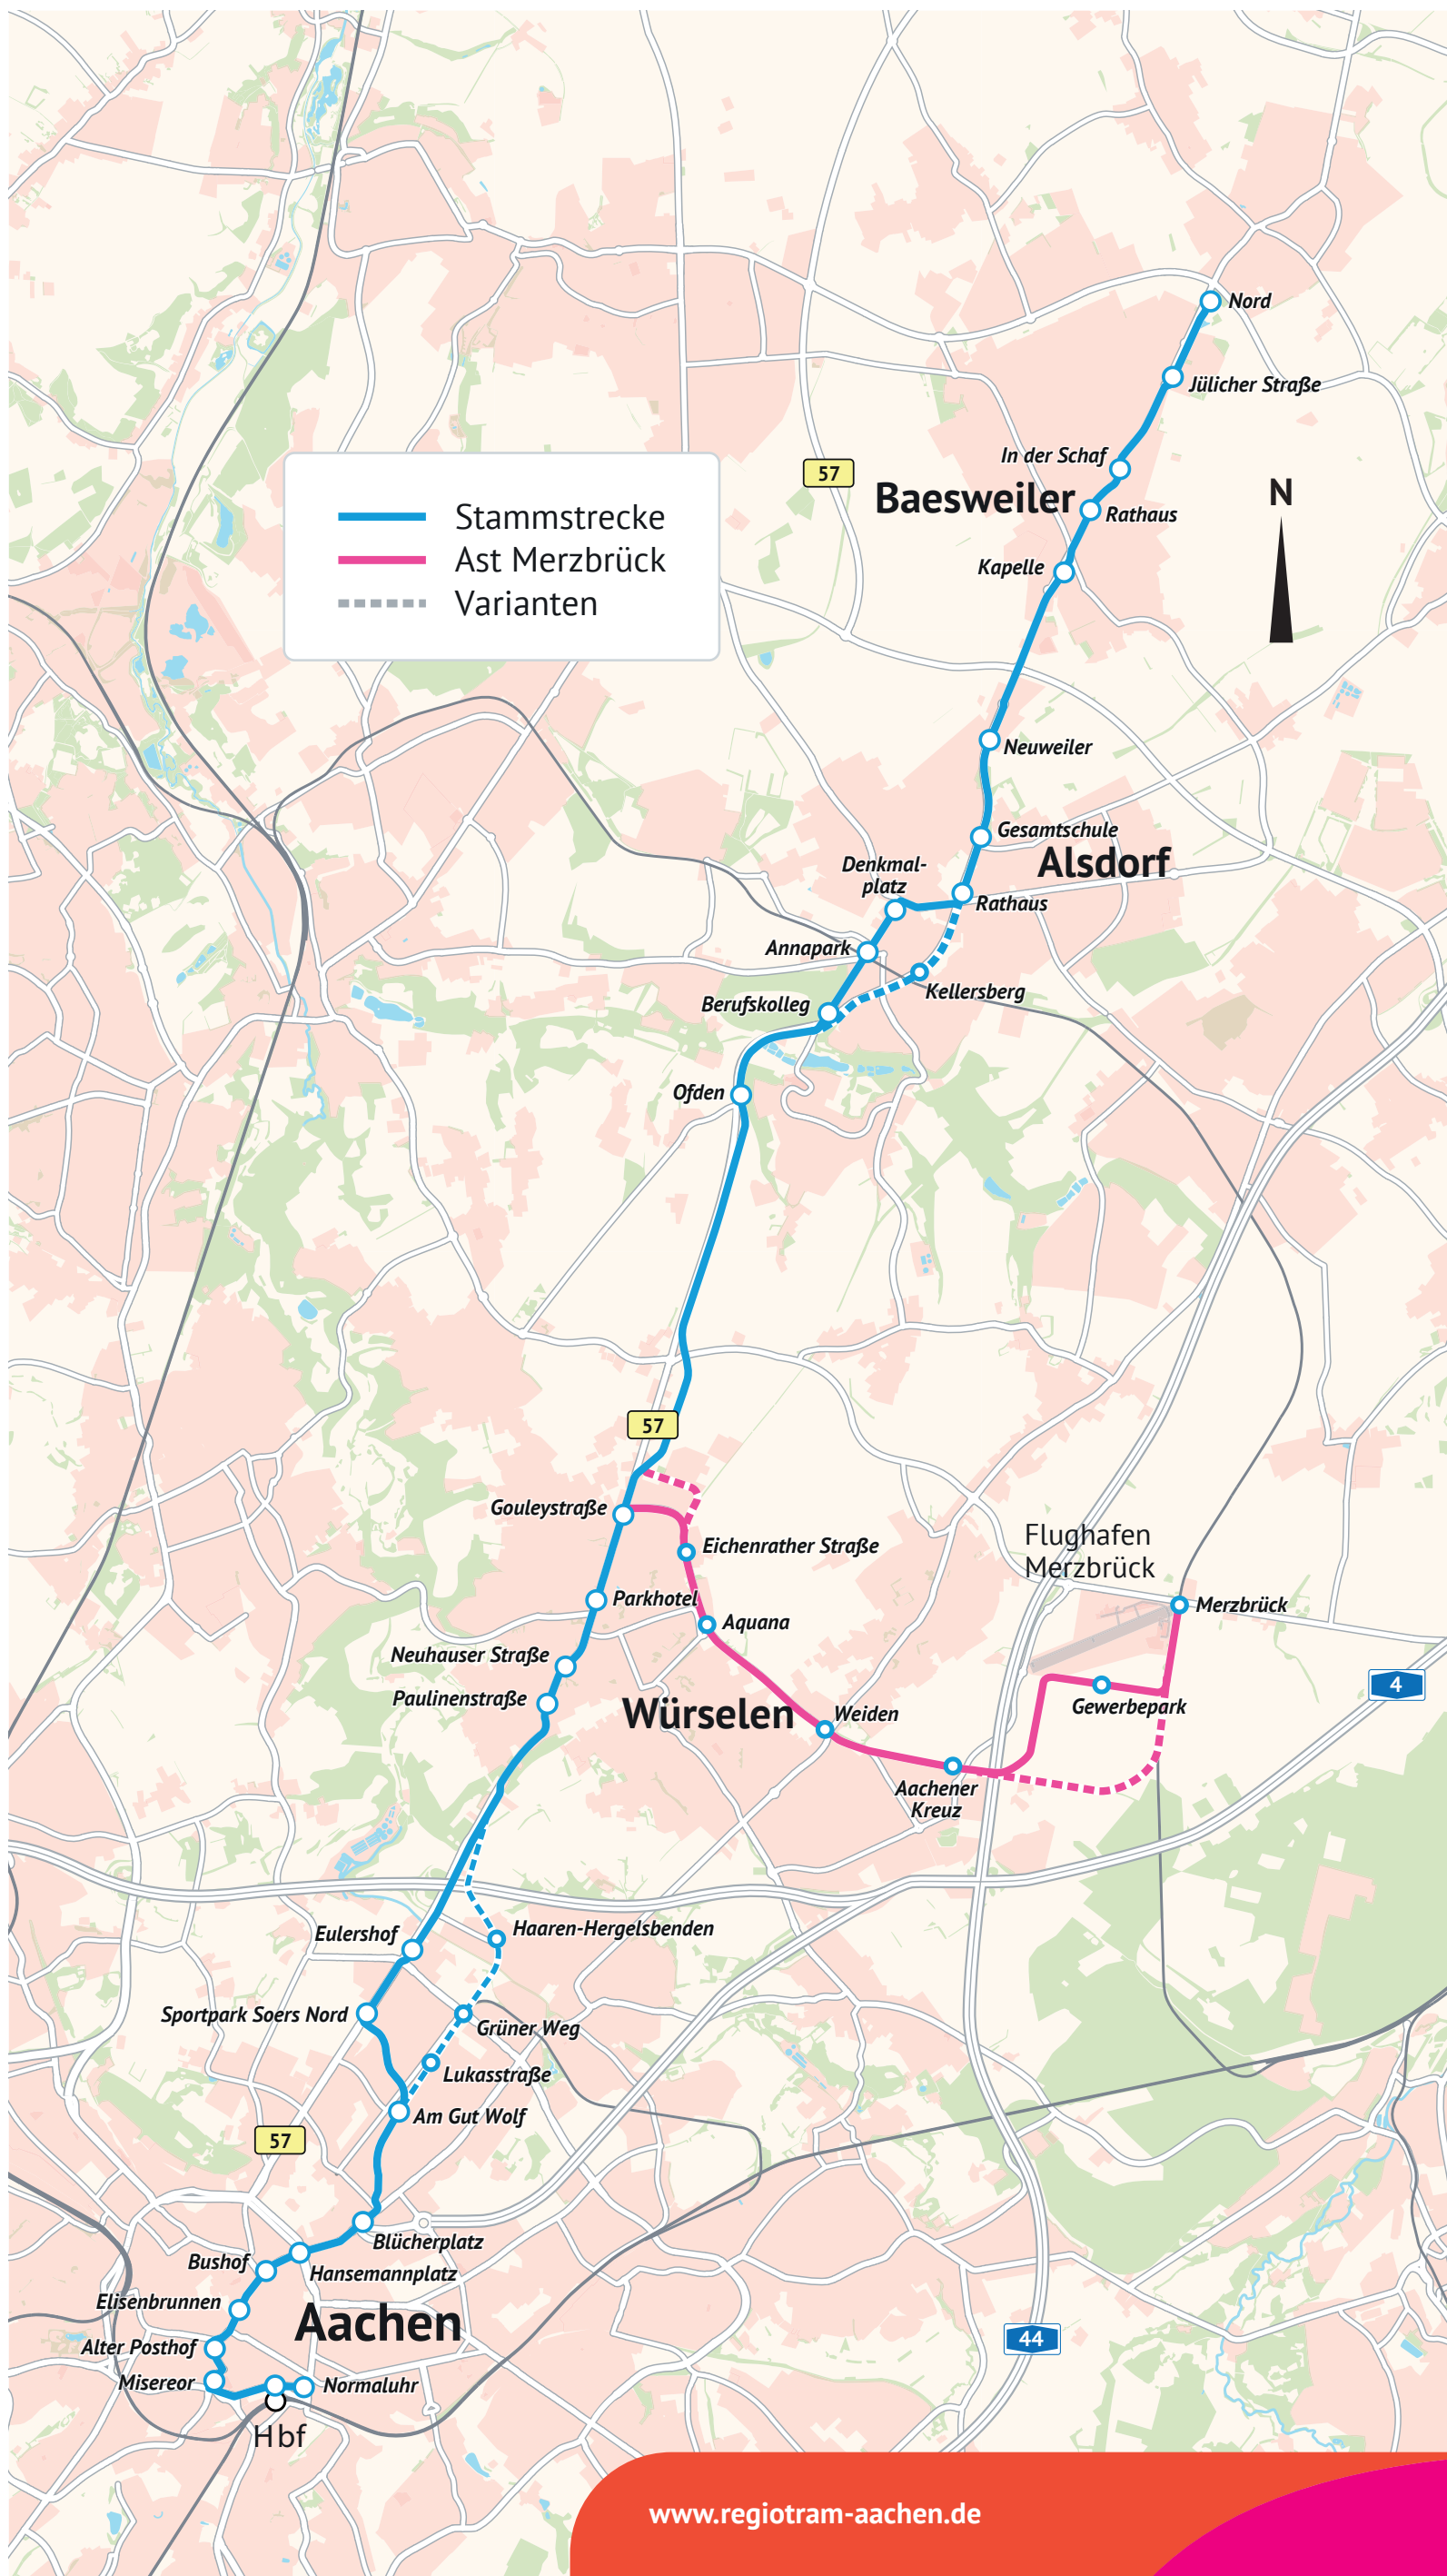 Nord
Jülicher Straße
In der Schaf
57
Baesweiler
N
Rathaus
Stammstrecke
Ast Merzbrück
Varianten
Kapelle
Neuweiler
Gesamtschule
Alsdorf
Denkmal-
platz
Rathaus
Annapark
Kellersberg
Berufskolleg
Ofden
57
Gouleystraße
Eichenrather Straße
Flughafen
Merzbrück
Parkhotel
Merzbrück
Aquana
Neuhauser Straße
4
Paulinenstraße
Gewerbepark
Würselen
Weiden
Aachener
Kreuz
Haaren-Hergelsbenden
Eulershof
Sportpark Soers Nord
Grüner Weg
Lukasstraße
Am Gut Wolf
57
Blücherplatz
Bushof
Hansemannplatz
Elisenbrunnen
Aachen
44
Alter Posthof
Misereor
Normaluhr
Hbf
www.regiotram-aachen.de